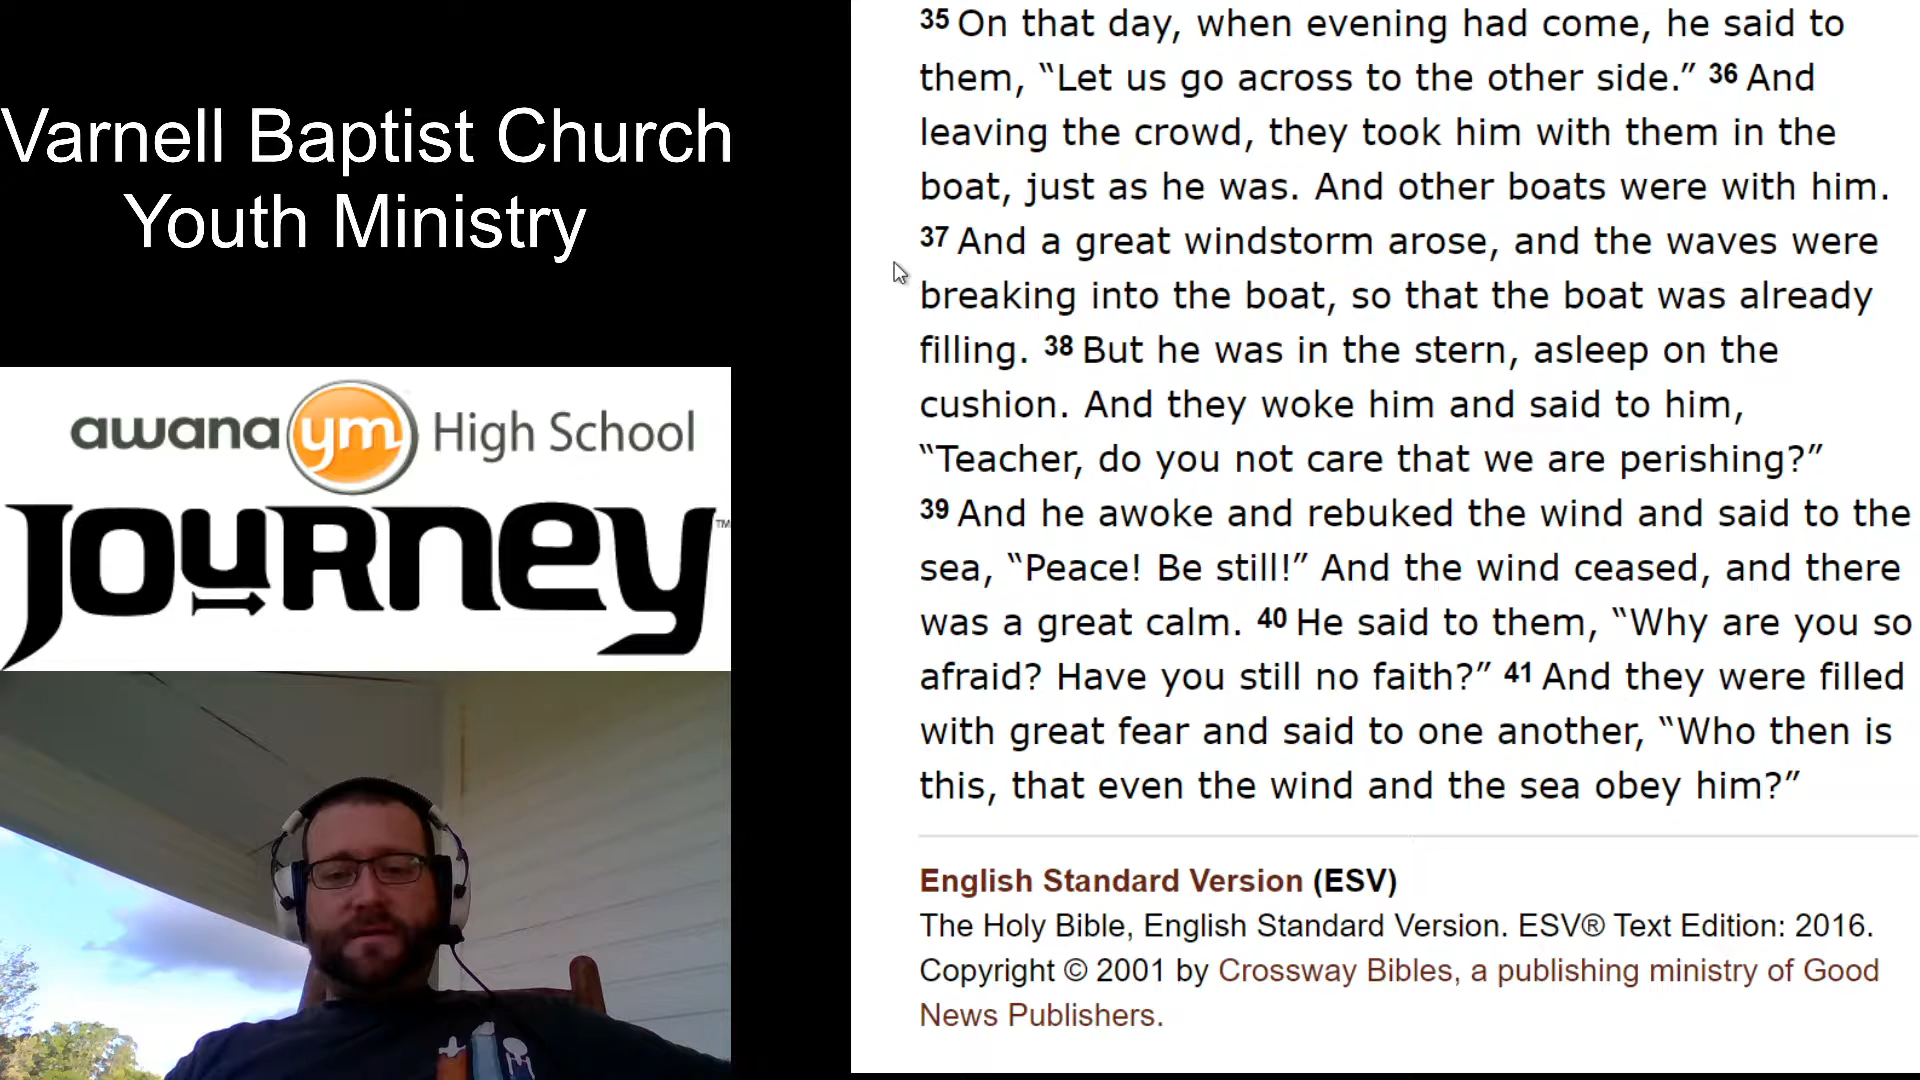 Varnell Baptist Church
Youth Ministry
awana ym High School
Journey™
35 On that day, when evening had come, he said to
them, “Let us go across to the other side.” 36 And
leaving the crowd, they took him with them in the
boat, just as he was. And other boats were with him.
37 And a great windstorm arose, and the waves were
breaking into the boat, so that the boat was already
filling. 38 But he was in the stern, asleep on the
cushion. And they woke him and said to him,
“Teacher, do you not care that we are perishing?”
39 And he awoke and rebuked the wind and said to the
sea, “Peace! Be still!” And the wind ceased, and there
was a great calm. 40 He said to them, “Why are you so
afraid? Have you still no faith?” 41 And they were filled
with great fear and said to one another, “Who then is
this, that even the wind and the sea obey him?”
English Standard Version (ESV)
The Holy Bible, English Standard Version. ESV® Text Edition: 2016.
Copyright © 2001 by Crossway Bibles, a publishing ministry of Good
News Publishers.